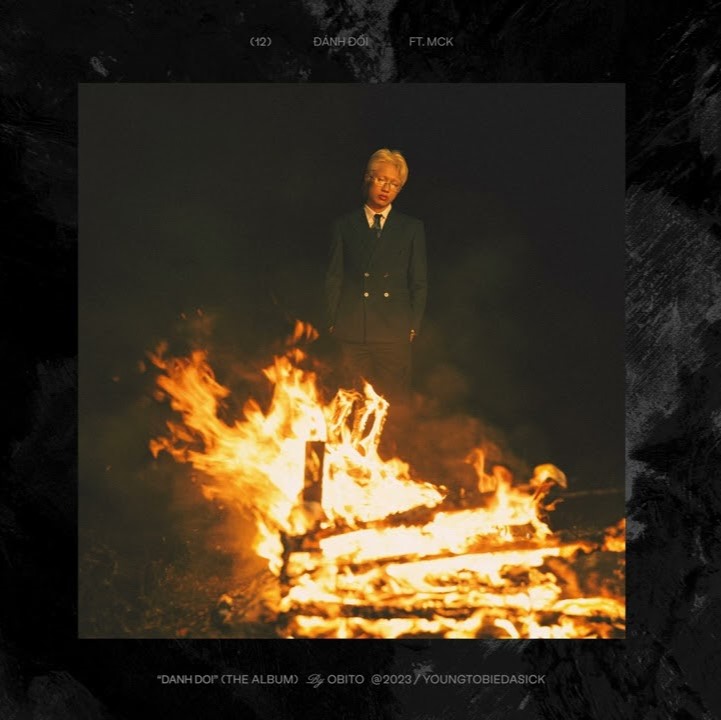 (12) ĐÁNH ĐỔI FT. MCK
“DANH DOI” (THE ALBUM) By OBITO @2023 / YOUNGTOBIEDASICK